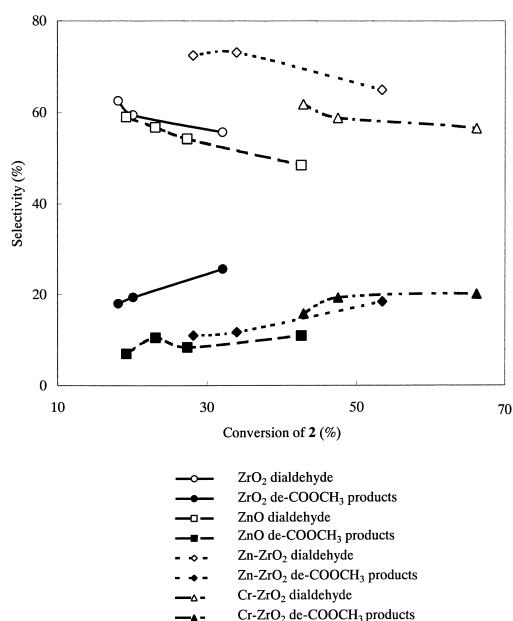 80
60
40
20
0
Selectivity (%)
10
30
50
70
Conversion of 2 (%)
ZrO₂ dialdehyde
ZrO₂ de-COOCH₃ products
ZnO dialdehyde
ZnO de-COOCH₃ products
Zn-ZrO₂ dialdehyde
Zn-ZrO₂ de-COOCH₃ products
Cr-ZrO₂ dialdehyde
Cr-ZrO₂ de-COOCH₃ products